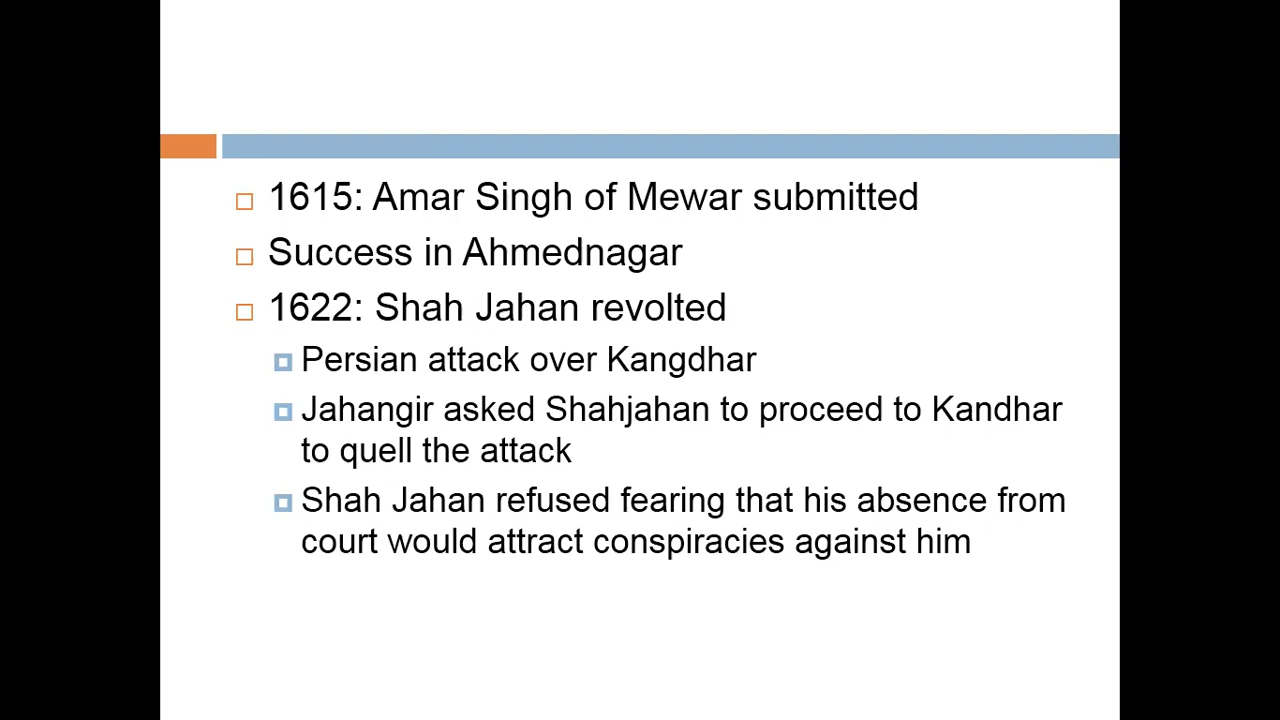 1615: Amar Singh of Mewar submitted
Success in Ahmednagar
1622: Shah Jahan revolted
Persian attack over Kangdhar
Jahangir asked Shahjahan to proceed to Kandhar
to quell the attack
Shah Jahan refused fearing that his absence from
court would attract conspiracies against him